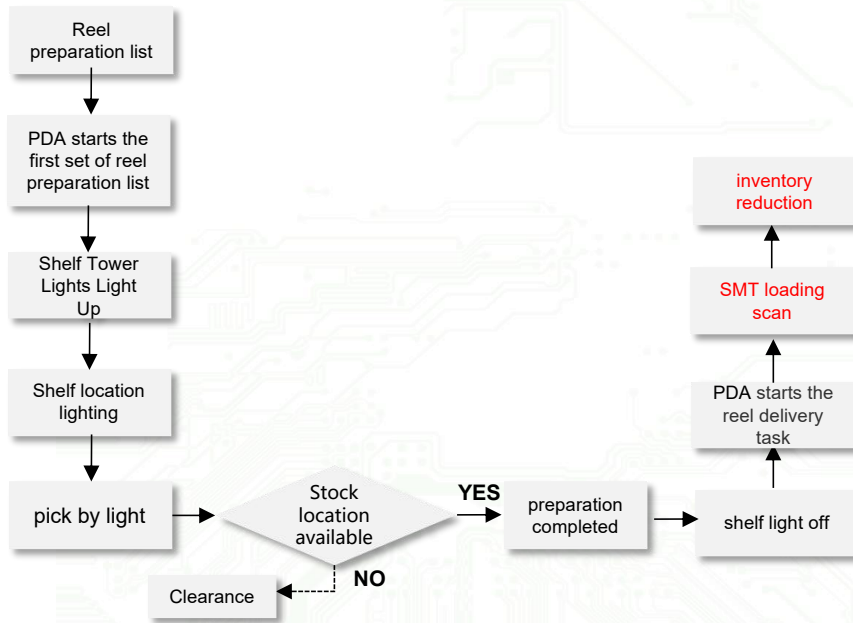 Reel
preparation list
PDA starts the
first set of reel
preparation list
Shelf Tower
Lights Light
Up
Shelf location
lighting
pick by light
Stock
location
available
YES
NO
Clearance
preparation
completed
shelf light off
PDA starts the
reel delivery
task
SMT loading
scan
inventory
reduction